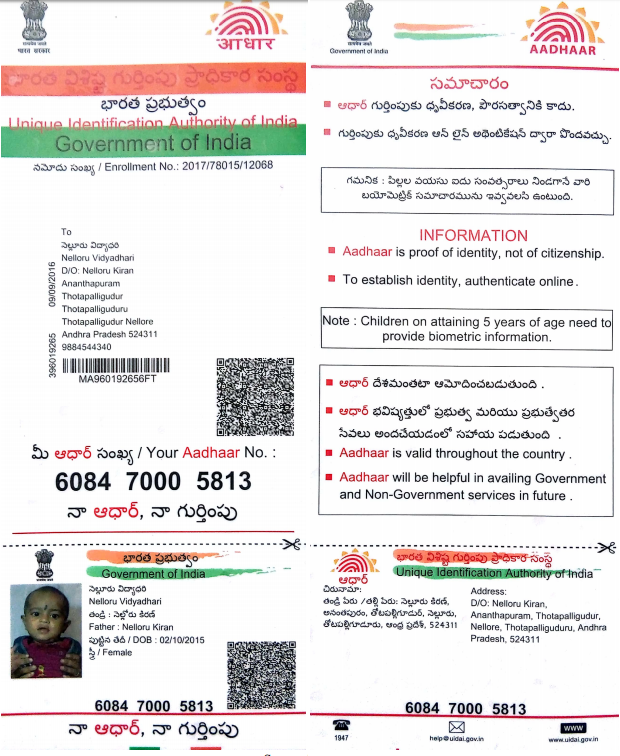 सत्यमेव जयते
भारत सरकार
आधार
భారత విశిష్ట గుర్తింపు ప్రాధికార సంస్థ
భారత ప్రభుత్వం
Unique Identification Authority of India
Government of India
నమోదు సంఖ్య / Enrollment No.: 2017/78015/12068
To
నెల్లూరు విద్యాధరి
Nelloru Vidyadhari
D/O: Nelloru Kiran
Ananthapuram
Thotapalligudur
Thotapalliguduru
Thotapalligudur Nellore
Andhra Pradesh 524311
9884544340
396019265 09/09/2016
MA960192656FT
మీ ఆధార్ సంఖ్య / Your Aadhaar No. :
6084 7000 5813
నా ఆధార్, నా గుర్తింపు
భారత ప్రభుత్వం
Government of India
నెల్లూరు విద్యాధరి
Nelloru Vidyadhari
తండ్రి : నెల్లోరు కిరణ్
Father : Nelloru Kiran
పుట్టిన తేదీ / DOB : 02/10/2015
స్త్రీ / Female
6084 7000 5813
నా ఆధార్, నా గుర్తింపు
सत्यमेव जयते
Government of India
AADHAAR
సమాచారం
ఆధార్ గుర్తింపుకు ధృవీకరణ, పౌరసత్వానికి కాదు.
గుర్తింపుకు ధృవీకరణ ఆన్ లైన్ అథెంటికేషన్ ద్వారా పొందవచ్చు.
గమనిక : పిల్లల వయసు ఐదు సంవత్సరాలు నిండగానే వారి
బయోమెట్రిక్ సమాచారమును ఇవ్వవలసి ఉంటుంది.
INFORMATION
Aadhaar is proof of identity, not of citizenship.
To establish identity, authenticate online .
Note : Children on attaining 5 years of age need to
provide biometric information.
ఆధార్ దేశమంతటా ఆమోదించబడుతుంది .
ఆధార్ భవిష్యత్తులో ప్రభుత్వ మరియు ప్రభుత్వేతర
సేవలు అందచేయడంలో సహాయ పడుతుంది .
Aadhaar is valid throughout the country .
Aadhaar will be helpful in availing Government
and Non-Government services in future .
ఆధార్
భారత విశిష్ట గుర్తింపు ప్రాధికార సంస్థ
Unique Identification Authority of India
చిరునామా:
తండ్రి పేరు /తల్లి పేరు: నెల్లూరు కిరణ్,
అనంతపురం, తోటపల్లిగూడుర్, నెల్లూరు,
తోటపల్లిగూడూరు, ఆంధ్ర ప్రదేశ్, 524311
Address:
D/O: Nelloru Kiran,
Ananthapuram, Thotapalligudur,
Nellore, Thotapalliguduru, Andhra
Pradesh, 524311
6084 7000 5813
1947
help@uidai.gov.in
www
www.uidai.gov.in